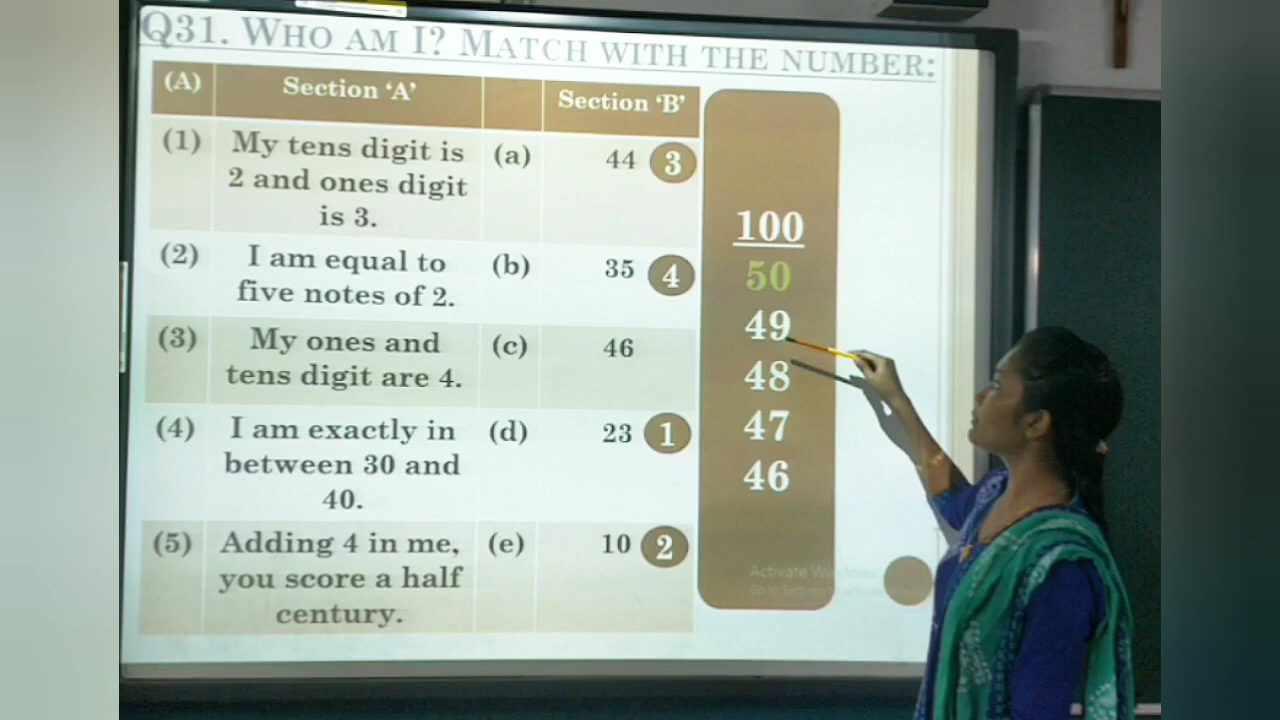 Q31. WHO AM I? MATCH WITH THE NUMBER:
(A) Section 'A' Section 'B'
(1) My tens digit is (a) 44 3
2 and ones digit
is 3.
(2) I am equal to (b) 35 4
five notes of 2.
(3) My ones and (c) 46
tens digit are 4.
(4) I am exactly in (d) 23 1
between 30 and
40.
(5) Adding 4 in me, (e) 10 2
you score a half
century.
100
50
49
48
47
46
Activate Windows
Go to